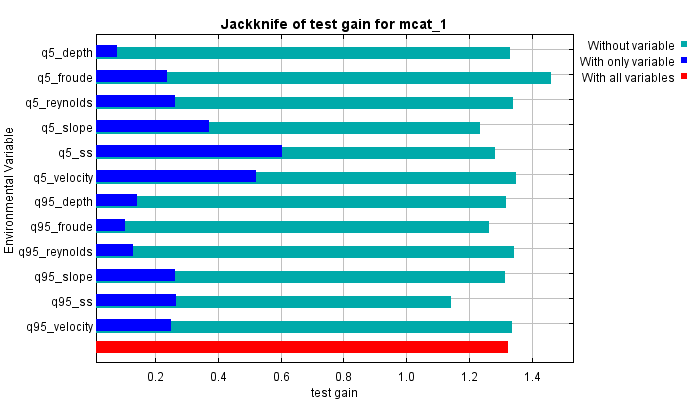 Jackknife of test gain for mcat_1
Without variable
With only variable
With all variables
Environmental Variable
q5_depth
q5_froude
q5_reynolds
q5_slope
q5_ss
q5_velocity
q95_depth
q95_froude
q95_reynolds
q95_slope
q95_ss
q95_velocity
0.2 0.4 0.6 0.8 1.0 1.2 1.4
test gain